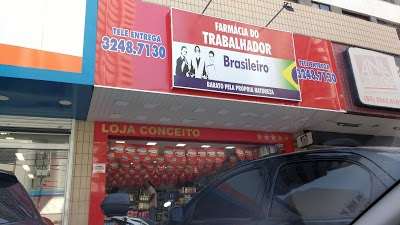 FARMÁCIA DO
TRABALHADOR
Brasileiro
BARATO PELA PRÓPRIA NATUREZA
TELE ENTREGA
3248.7130
TELE ENTREGA
3248.7130
LOJA CONCEITO